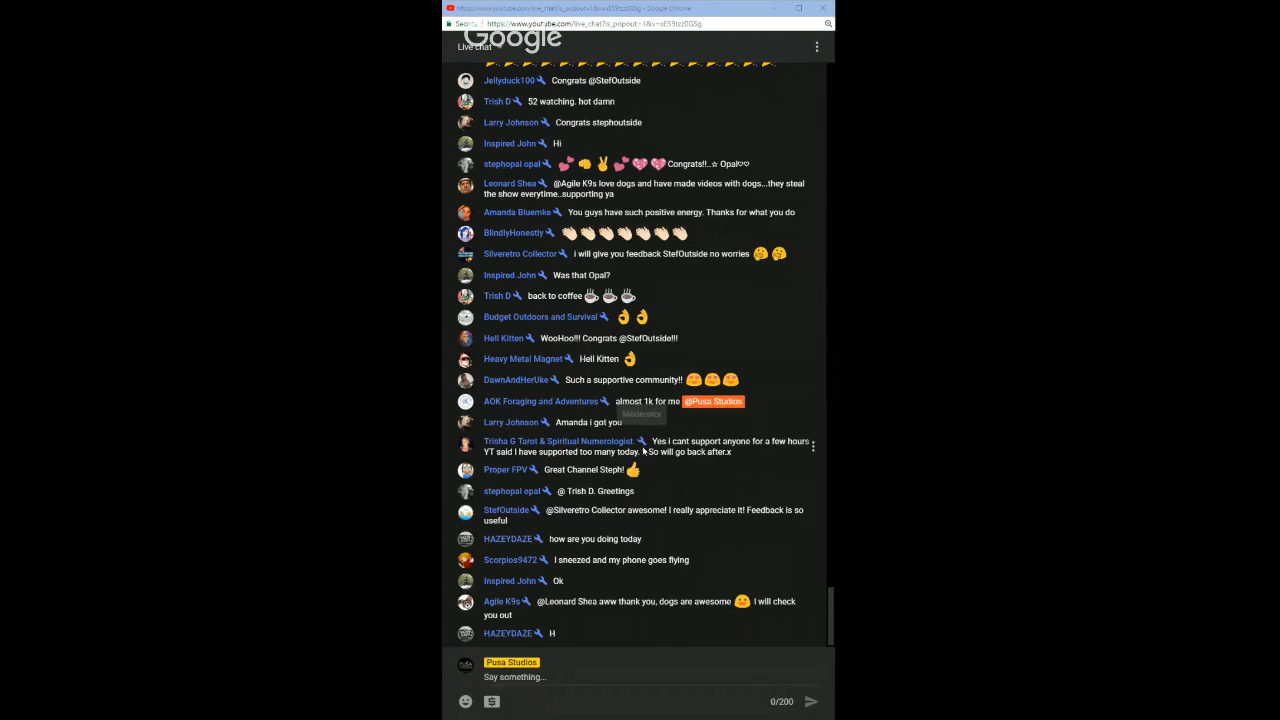 https://www.youtube.com/live_chat?is_popout=1&v=xE59tzz0GSg - Google Chrome
Secure https://www.youtube.com/live_chat?is_popout=1&v=xE59tzz0GSg
Google
Live chat
Jellyduck100 Congrats @StefOutside
Trish D 52 watching. hot damn
Larry Johnson Congrats stephoutside
Inspired John Hi
stephopal opal 💕 👊 ✌ 💕 💖 💖 Congrats!!..☆ Opal♡♡
Leonard Shea @Agile K9s love dogs and have made videos with dogs...they steal
the show everytime..supporting ya
Amanda Bluemke You guys have such positive energy. Thanks for what you do
BlindlyHonestly 👏🏻 👏🏻 👏🏻 👏🏻 👏🏻 👏🏻 👏🏻
Silveretro Collector i will give you feedback StefOutside no worries 🤗 🤗
Inspired John Was that Opal?
Trish D back to coffee ☕ ☕ ☕
Budget Outdoors and Survival 👌 👌
Hell Kitten WooHoo!!! Congrats @StefOutside!!!
Heavy Metal Magnet Hell Kitten 👌
DawnAndHerUke Such a supportive community!! 😍 😍 😍
AOK Foraging and Adventures almost 1k for me @Pusa Studios
Moderator
Larry Johnson Amanda i got you
Trisha G Tarot & Spiritual Numerologist. Yes i cant support anyone for a few hours
YT said I have supported too many today. So will go back after.x
Proper FPV Great Channel Steph! 👍
stephopal opal @ Trish D. Greetings
StefOutside @Silveretro Collector awesome! I really appreciate it! Feedback is so
useful
HAZEYDAZE how are you doing today
Scorpios9472 I sneezed and my phone goes flying
Inspired John Ok
Agile K9s @Leonard Shea aww thank you, dogs are awesome 😛 I will check
you out
HAZEYDAZE H
Pusa Studios
Say something...
0/200